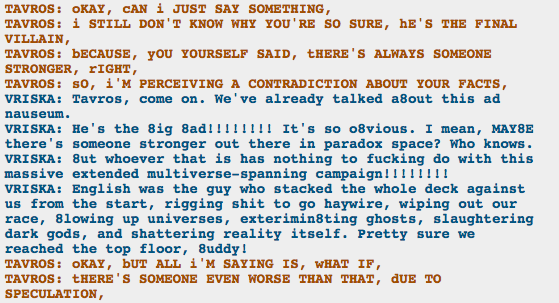 TAVROS: oKAY, cAN i JUST SAY SOMETHING,
TAVROS: i STILL DON'T KNOW WHY YOU'RE SO SURE, hE'S THE FINAL
VILLAIN,
TAVROS: bECAUSE, yOU YOURSELF SAID, tHERE'S ALWAYS SOMEONE
STRONGER, rIGHT,
TAVROS: sO, i'M PERCEIVING A CONTRADICTION ABOUT YOUR FACTS,
VRISKA: Tavros, come on. We've already talked a8out this ad
nauseum.
VRISKA: He's the 8ig 8ad!!!!!!!! It's so o8vious. I mean, MAY8E
there's someone stronger out there in paradox space? Who knows.
VRISKA: 8ut whoever that is has nothing to fucking do with this
massive extended multiverse-spanning campaign!!!!!!!!
VRISKA: English was the guy who stacked the whole deck against
us from the start, rigging shit to go haywire, wiping out our
race, 8lowing up universes, exterimin8ting ghosts, slaughtering
dark gods, and shattering reality itself. Pretty sure we
reached the top floor, 8uddy!
TAVROS: oKAY, bUT ALL i'M SAYING IS, wHAT IF,
TAVROS: tHERE'S SOMEONE EVEN WORSE THAN THAT, dUE TO
SPECULATION,